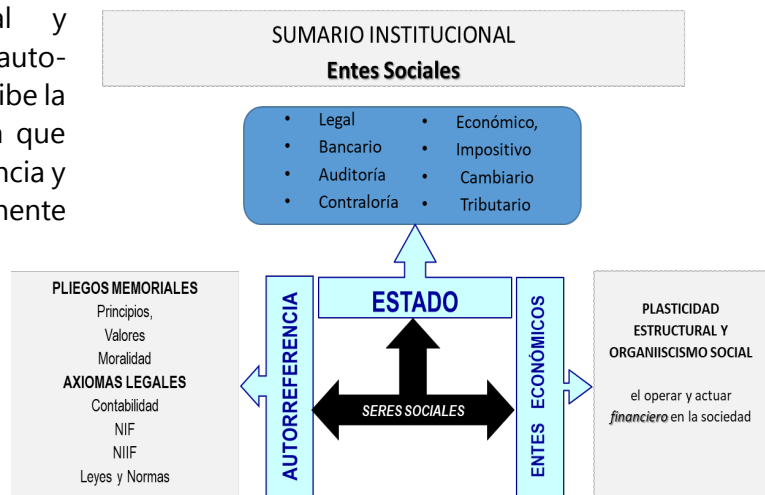 al y
auto-
ibe la
que
ncia y
nente
SUMARIO INSTITUCIONAL
Entes Sociales
• Legal
• Bancario
• Auditoría
• Contraloría
• Económico,
• Impositivo
• Cambiario
• Tributario
PLIEGOS MEMORIALES
Principios,
Valores
Moralidad
AXIOMAS LEGALES
Contabilidad
NIF
NIIF
Leyes y Normas
AUTORREFERENCIA
ESTADO
SERES SOCIALES
ENTES ECONÓMICOS
PLASTICIDAD
ESTRUCTURAL Y
ORGANIISCISMO SOCIAL
el operar y actuar
financiero en la sociedad